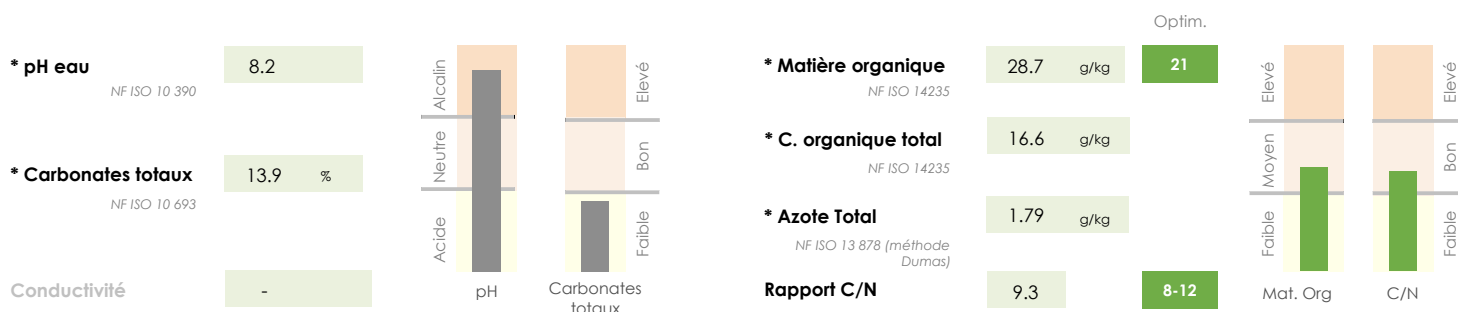 Optim.
* pH eau 8.2
NF ISO 10 390
* Carbonates totaux 13.9 %
NF ISO 10 693
Conductivité -
Alcalin
Neutre
Acide
Elevé
Bon
Faible
pH
Carbonates
totaux
* Matière organique 28.7 g/kg 21
NF ISO 14235
* C. organique total 16.6 g/kg
NF ISO 14235
* Azote Total 1.79 g/kg
NF ISO 13 878 (méthode
Dumas)
Rapport C/N 9.3 8-12
Elevé
Moyen
Faible
Elevé
Bon
Faible
Mat. Org
C/N